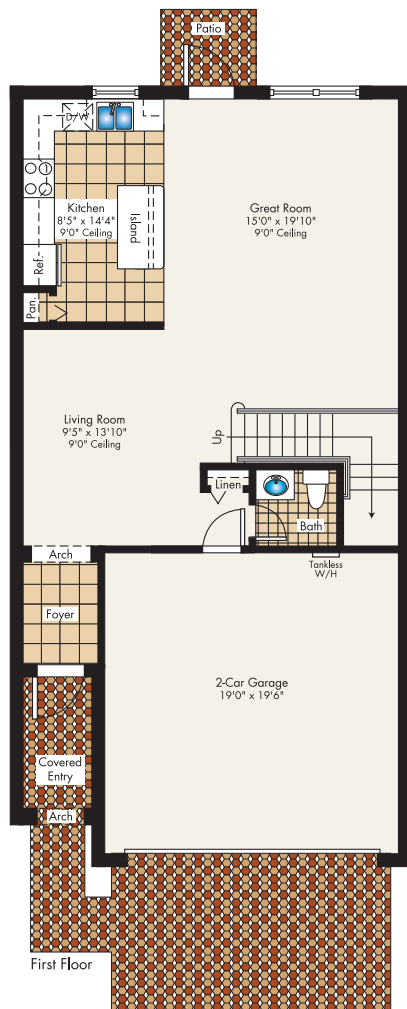 Patio
D/W
Kitchen
8'5" x 14'4"
9'0" Ceiling
Island
Great Room
15'0" x 19'10"
9'0" Ceiling
Ref.
Pan.
Living Room
9'5" x 13'10"
9'0" Ceiling
Up
Linen
Bath
Arch
Tankless
W/H
Foyer
2-Car Garage
19'0" x 19'6"
Covered
Entry
Arch
First Floor